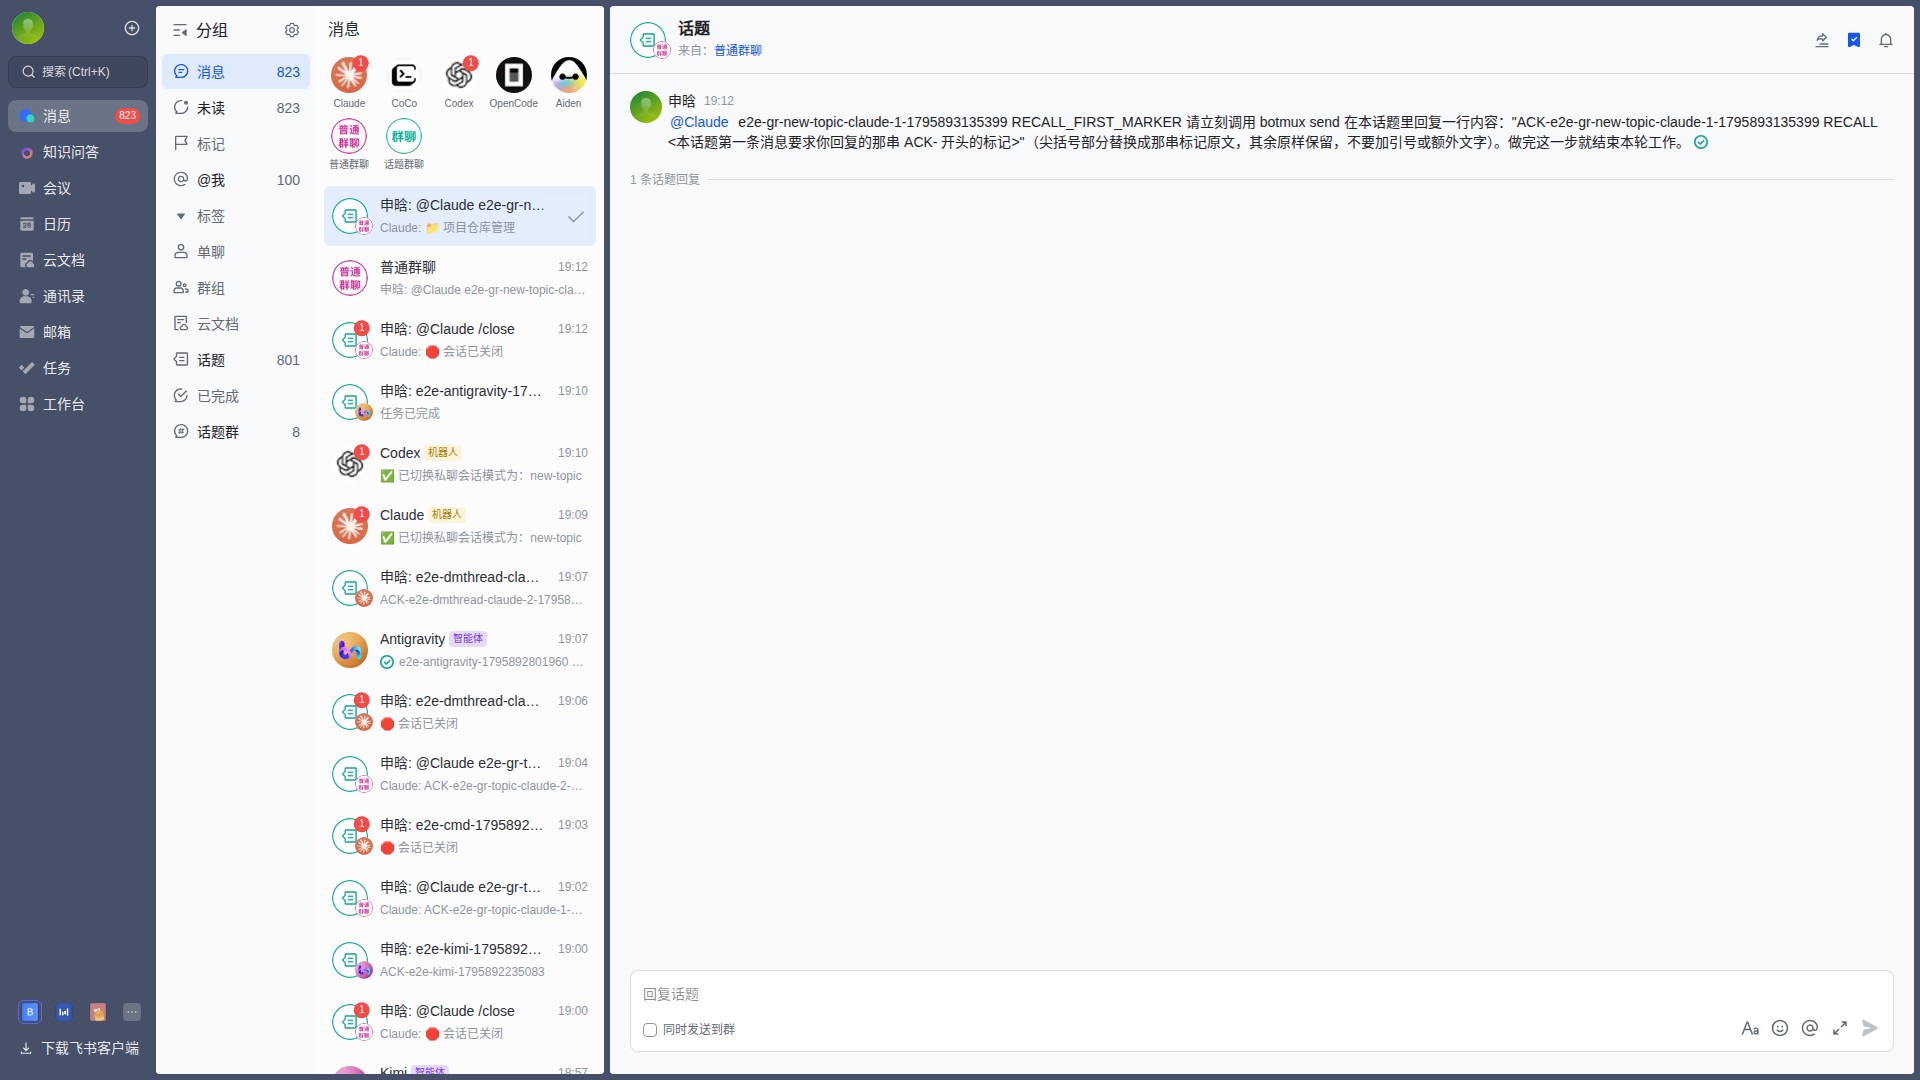 搜索 (Ctrl+K)
消息 823
知识问答
会议
日历
云文档
通讯录
邮箱
任务
工作台
下载飞书客户端
分组
消息 823
未读 823
标记
@我 100
标签
单聊
群组
云文档
话题 801
已完成
话题群 8
消息
1 1
Claude CoCo Codex OpenCode Aiden
普通群聊 群聊
普通群聊 话题群聊
申晗: @Claude e2e-gr-n…
Claude: 📁 项目仓库管理
普通群聊 19:12
申晗: @Claude e2e-gr-new-topic-cla…
1 申晗: @Claude /close 19:12
Claude: 🛑 会话已关闭
申晗: e2e-antigravity-17… 19:10
任务已完成
1 Codex 机器人 19:10
✅ 已切换私聊会话模式为：new-topic
1 Claude 机器人 19:09
✅ 已切换私聊会话模式为：new-topic
申晗: e2e-dmthread-cla… 19:07
ACK-e2e-dmthread-claude-2-17958…
Antigravity 智能体 19:07
e2e-antigravity-1795892801960 …
1 申晗: e2e-dmthread-cla… 19:06
🛑 会话已关闭
申晗: @Claude e2e-gr-t… 19:04
Claude: ACK-e2e-gr-topic-claude-2-…
1 申晗: e2e-cmd-1795892… 19:03
🛑 会话已关闭
申晗: @Claude e2e-gr-t… 19:02
Claude: ACK-e2e-gr-topic-claude-1-…
申晗: e2e-kimi-1795892… 19:00
ACK-e2e-kimi-1795892235083
1 申晗: @Claude /close 19:00
Claude: 🛑 会话已关闭
Kimi 智能体 18:57
话题
来自：普通群聊
申晗 19:12
@Claude e2e-gr-new-topic-claude-1-1795893135399 RECALL_FIRST_MARKER 请立刻调用 botmux send 在本话题里回复一行内容："ACK-e2e-gr-new-topic-claude-1-1795893135399 RECALL
<本话题第一条消息要求你回复的那串 ACK- 开头的标记>"（尖括号部分替换成那串标记原文，其余原样保留，不要加引号或额外文字）。做完这一步就结束本轮工作。
1 条话题回复
回复话题
同时发送到群